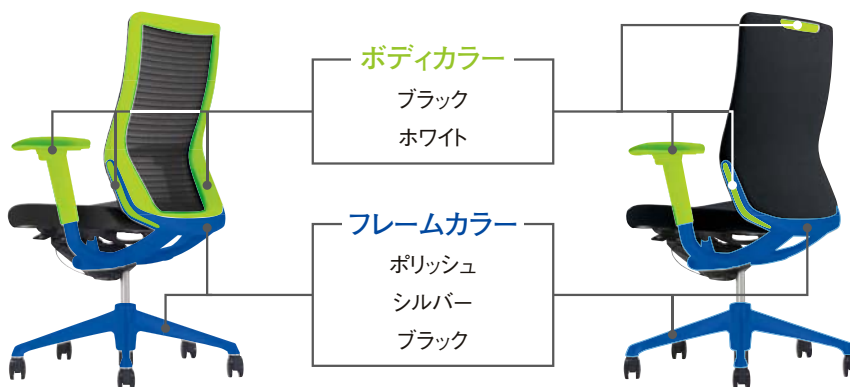 ボディカラー
ブラック
ホワイト
フレームカラー
ポリッシュ
シルバー
ブラック